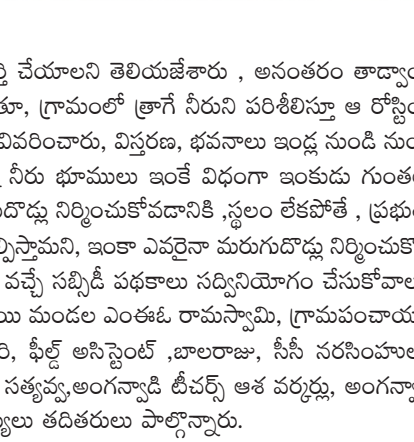 ర్తి చేయాలని తెలియజేశారు , అనంతరం తాడ్వాం
తూ, గ్రామంలో త్రాగే నీరుని పరిశీలిస్తూ ఆ రోస్టిం
వివరించారు, విస్తరణ, భవనాలు ఇండ్ల నుండి నుం
నీరు భూములు ఇంకే విధంగా ఇంకుడు గుంత
దొడ్లు నిర్మించుకోవడానికి ,స్థలం లేకపోతే , ప్రభు
ల్పిస్తామని, ఇంకా ఎవరైనా మరుగుదొడ్లు నిర్మించుకో
వచ్చే సబ్సిడీ పథకాలు సద్వినియోగం చేసుకోవాల
యి మండల ఎంఈఓ రామస్వామి, గ్రామపంచాయ
రి, ఫీల్డ్ అసిస్టెంట్ ,బాలరాజు, సీసీ నరసింహుల
సత్యవ్వ,అంగన్వాడి టీచర్స్ ఆశ వర్కర్లు, అంగన్వా
్యులు తదితరులు పాల్గొన్నారు.